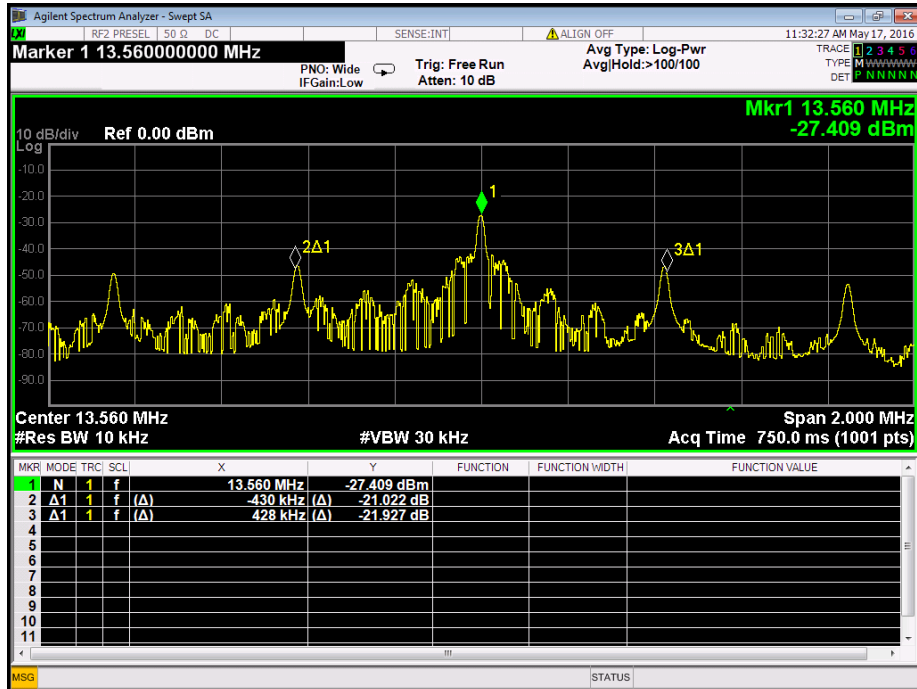 Agilent Spectrum Analyzer - Swept SA
LXI RF2 PRESEL 50 Ω DC SENSE:INT ALIGN OFF 11:32:27 AM May 17, 2016
Marker 1 13.560000000 MHz
PNO: Wide
IFGain:Low
Trig: Free Run
Atten: 10 dB
Avg Type: Log-Pwr
Avg|Hold:>100/100
TRACE 1 2 3 4 5 6
TYPE M WWWWW
DET P N N N N N
Mkr1 13.560 MHz
-27.409 dBm
10 dB/div Ref 0.00 dBm
Log
-10.0
-20.0
1
-30.0
-40.0
2Δ1
3Δ1
-50.0
-60.0
-70.0
-80.0
-90.0
Center 13.560 MHz Span 2.000 MHz
#Res BW 10 kHz #VBW 30 kHz Acq Time 750.0 ms (1001 pts)
MKR MODE TRC SCL X Y FUNCTION FUNCTION WIDTH FUNCTION VALUE
1 N 1 f 13.560 MHz -27.409 dBm
2 Δ1 1 f (Δ) -430 kHz (Δ) -21.022 dB
3 Δ1 1 f (Δ) 428 kHz (Δ) -21.927 dB
4
5
6
7
8
9
10
11
MSG STATUS